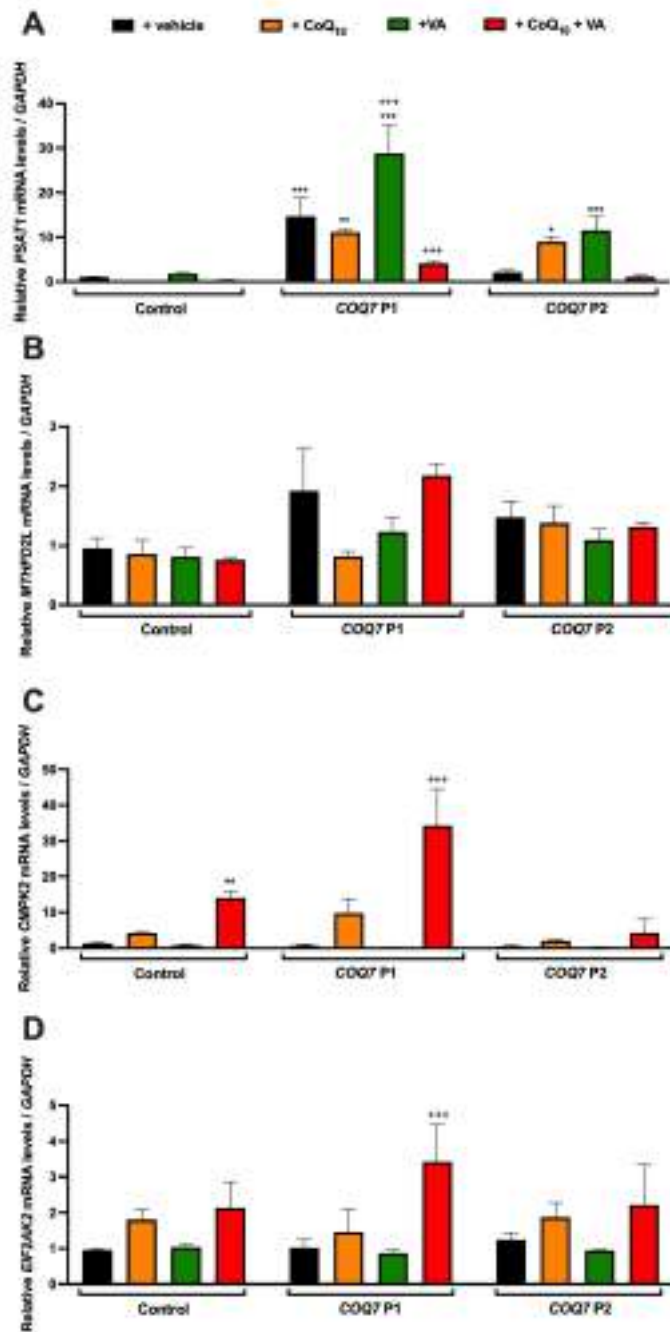 A
+ vehicle + CoQ₁₀ +VA + CoQ₁₀ + VA
Relative PSAT1 mRNA levels / GAPDH
40
30
20
10
0
***
**
+++
***
+++
*
***
Control COQ7 P1 COQ7 P2
B
Relative MTHFD2L mRNA levels / GAPDH
3
2
1
0
Control COQ7 P1 COQ7 P2
C
Relative CMPK2 mRNA levels / GAPDH
50
40
30
20
10
0
**
+++
Control COQ7 P1 COQ7 P2
D
Relative EIF2AK2 mRNA levels / GAPDH
5
4
3
2
1
0
+++
Control COQ7 P1 COQ7 P2